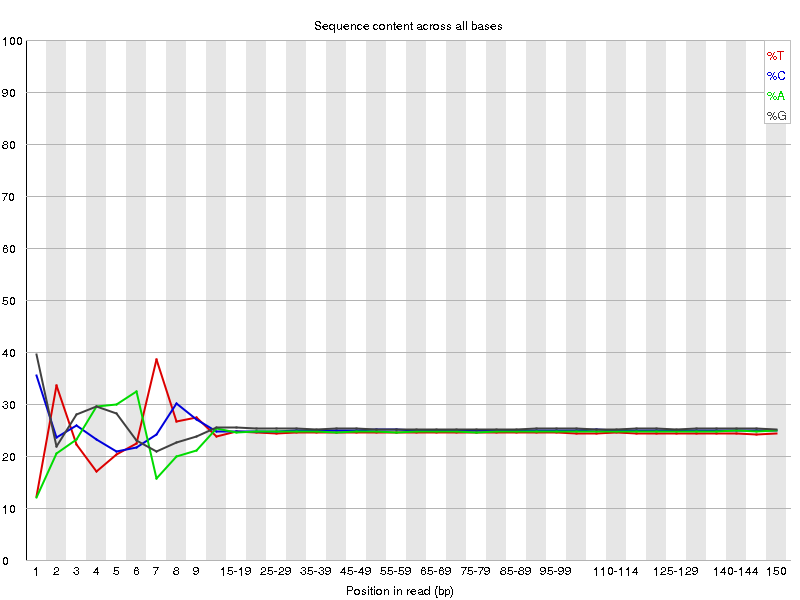 Sequence content across all bases
100
%T
%C
90
%A
%G
80
70
60
50
40
30
20
10
0
1 2 3 4 5 6 7 8 9 15-19 25-29 35-39 45-49 55-59 65-69 75-79 85-89 95-99 110-114 125-129 140-144 150
Position in read (bp)